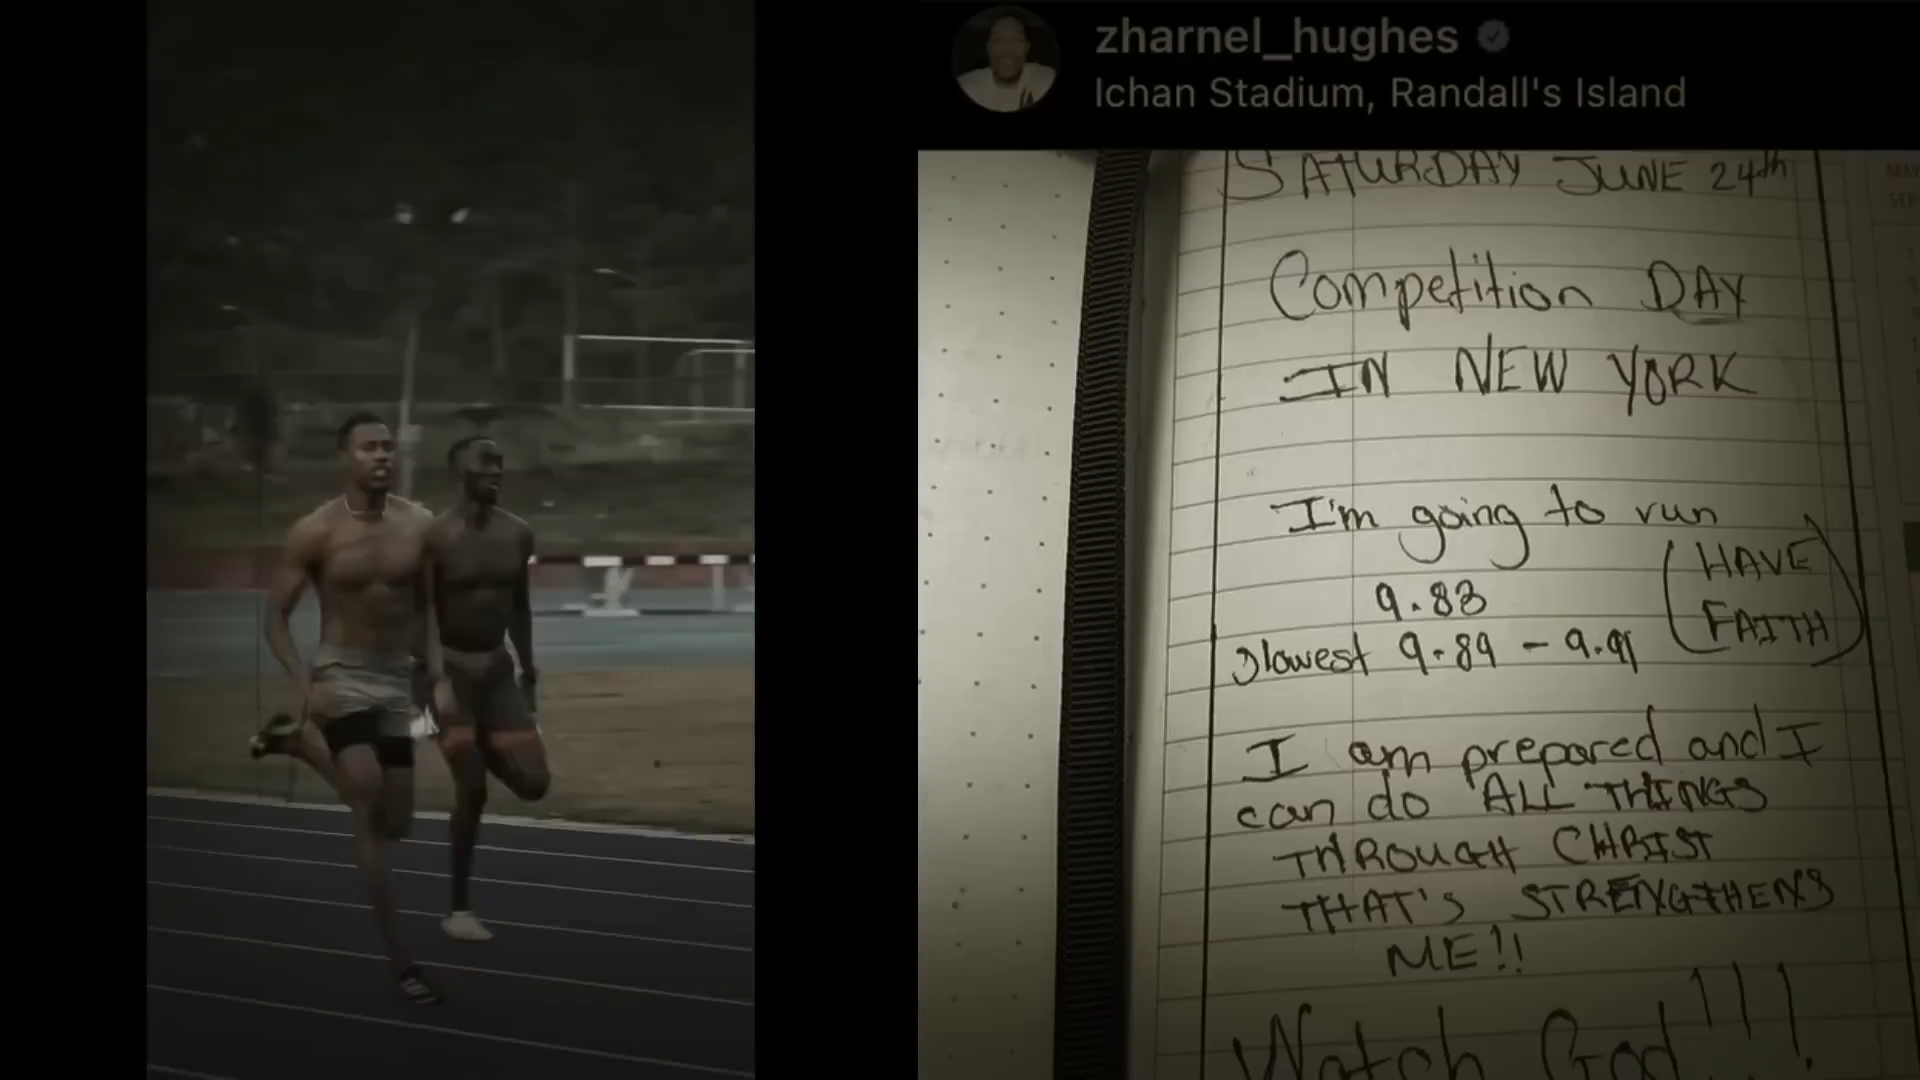 zharnel_hughes
Ichan Stadium, Randall's Island
SATURDAY JUNE 24th
Competition DAY
IN NEW YORK
I'm going to run
9.83
(HAVE FAITH)
slowest 9.89 - 9.91
I am prepared and I
can do ALL THINGS
THROUGH CHRIST
THAT'S STRENGTHENS
ME!!
Watch God!!!